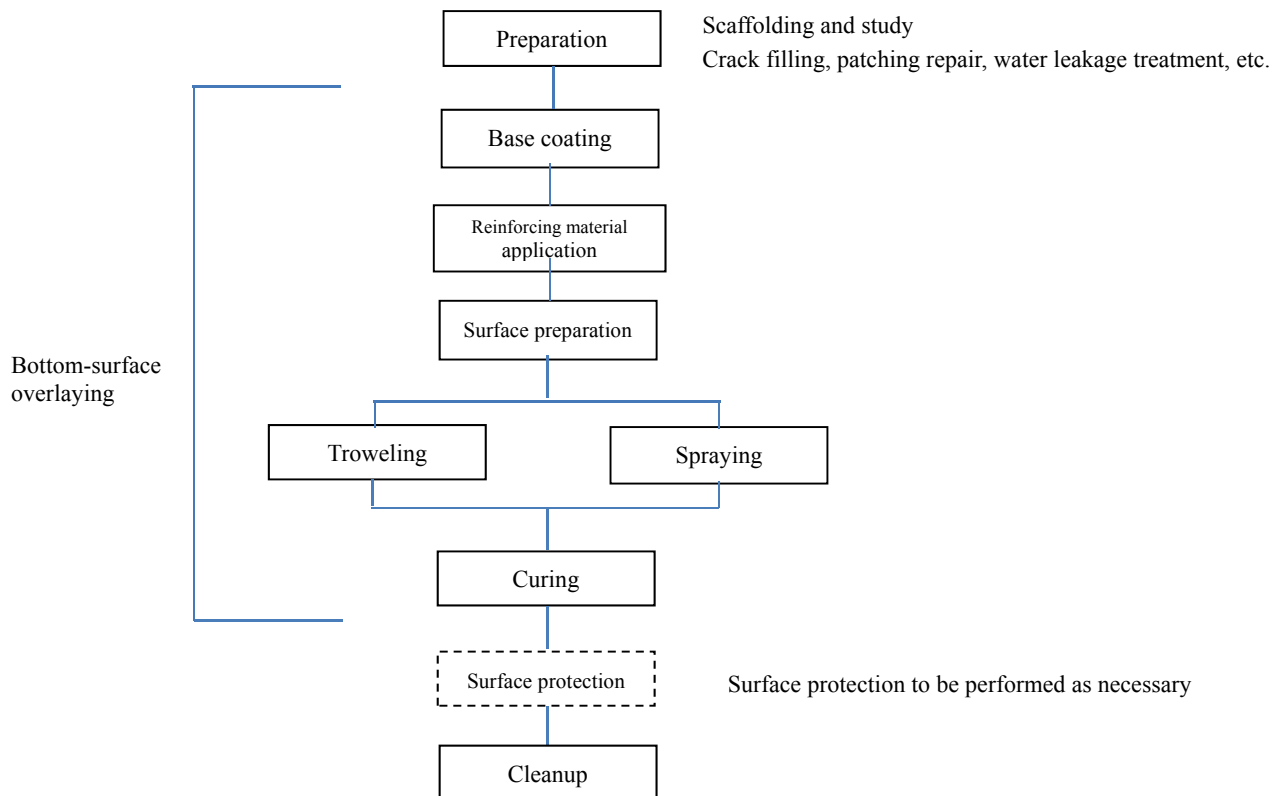 Preparation
Scaffolding and study
Crack filling, patching repair, water leakage treatment, etc.
Base coating
Reinforcing material
application
Surface preparation
Bottom-surface
overlaying
Troweling
Spraying
Curing
Surface protection
Surface protection to be performed as necessary
Cleanup